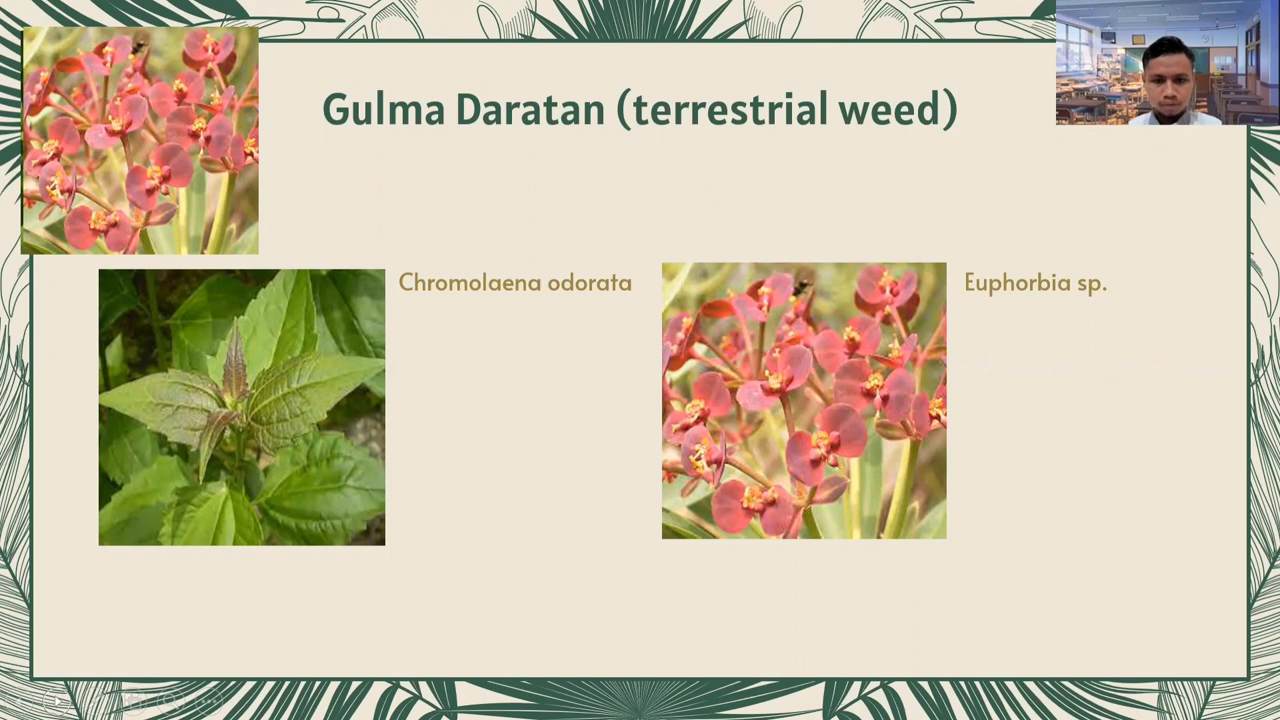 Gulma Daratan (terrestrial weed)
Chromolaena odorata
Euphorbia sp.